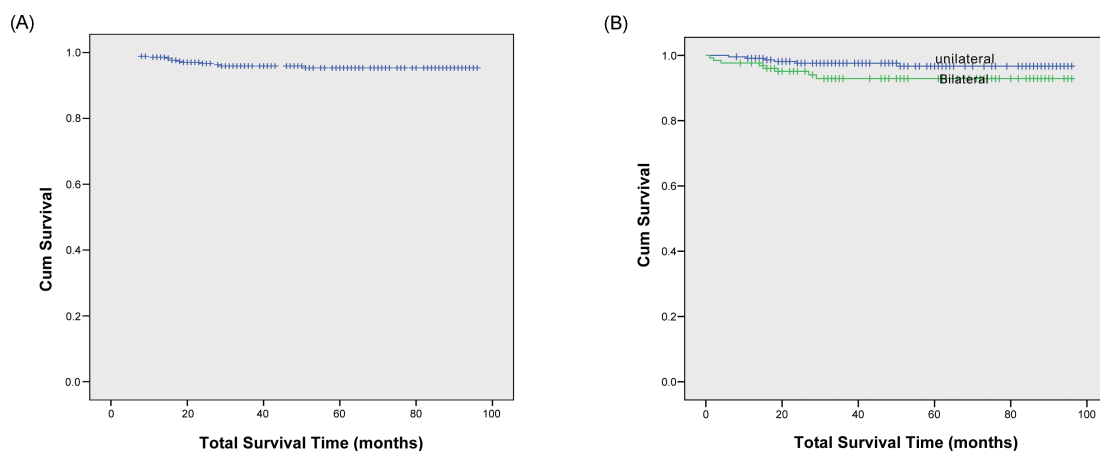 (A)
1.0
0.8
0.6
0.4
0.2
0.0
Cum Survival
0 20 40 60 80 100
Total Survival Time (months)
(B)
1.0
0.8
0.6
0.4
0.2
0.0
Cum Survival
unilateral
Bilateral
0 20 40 60 80 100
Total Survival Time (months)